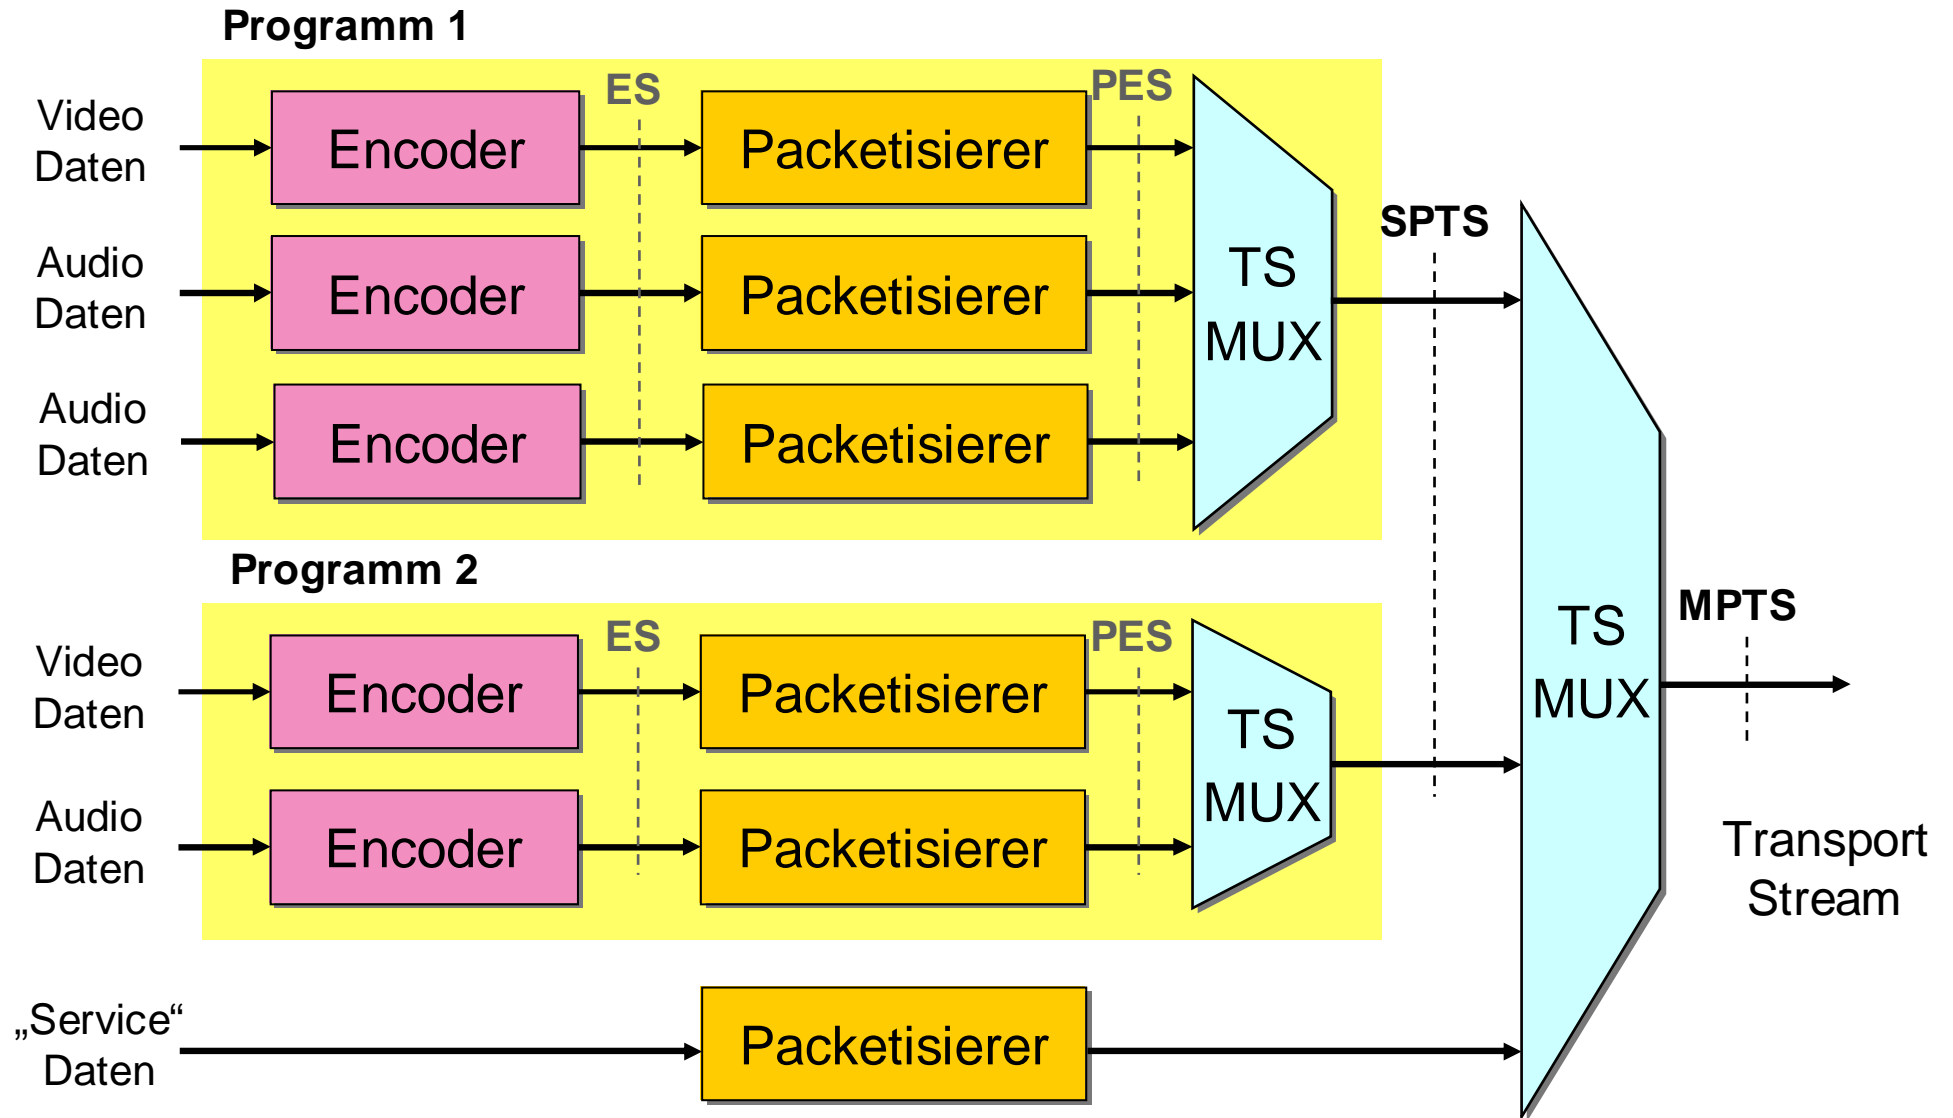 Programm 1
Video
Daten
Encoder
ES
Packetisierer
PES
Audio
Daten
Encoder
Packetisierer
Audio
Daten
Encoder
Packetisierer
TS
MUX
SPTS
Programm 2
Video
Daten
Encoder
ES
Packetisierer
PES
Audio
Daten
Encoder
Packetisierer
TS
MUX
„Service“
Daten
Packetisierer
TS
MUX
MPTS
Transport
Stream